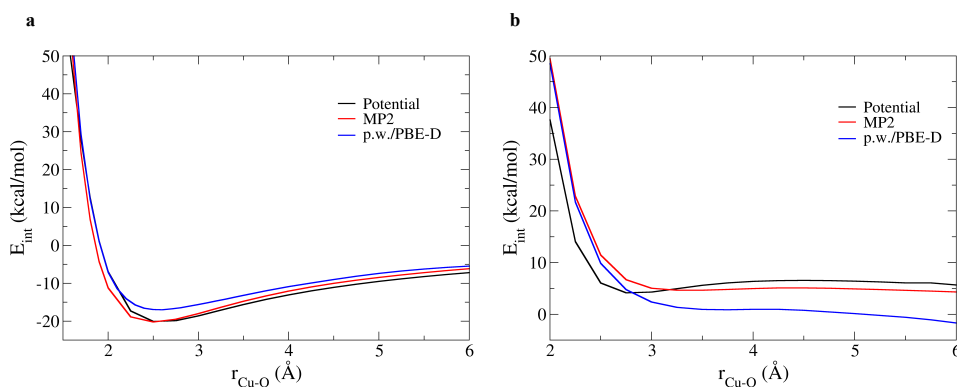 a
50
40
30
20
10
0
-10
-20
E_int (kcal/mol)
2
3
4
5
6
r_Cu-O (Å)
Potential
MP2
p.w./PBE-D
b
50
40
30
20
10
0
E_int (kcal/mol)
2
3
4
5
6
r_Cu-O (Å)
Potential
MP2
p.w./PBE-D